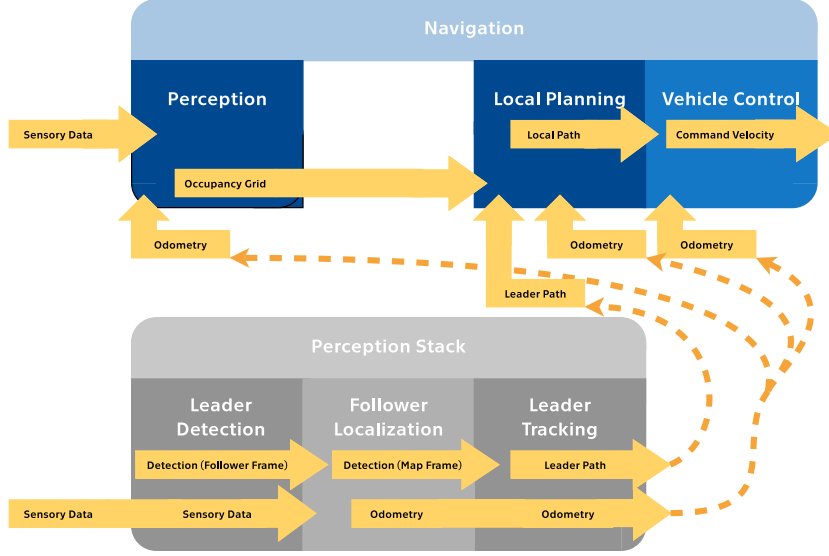 Navigation
Perception
Local Planning
Vehicle Control
Sensory Data
Local Path
Command Velocity
Occupancy Grid
Odometry
Odometry
Odometry
Leader Path
Perception Stack
Leader
Detection
Follower
Localization
Leader
Tracking
Detection (Follower Frame)
Detection (Map Frame)
Leader Path
Sensory Data
Sensory Data
Odometry
Odometry